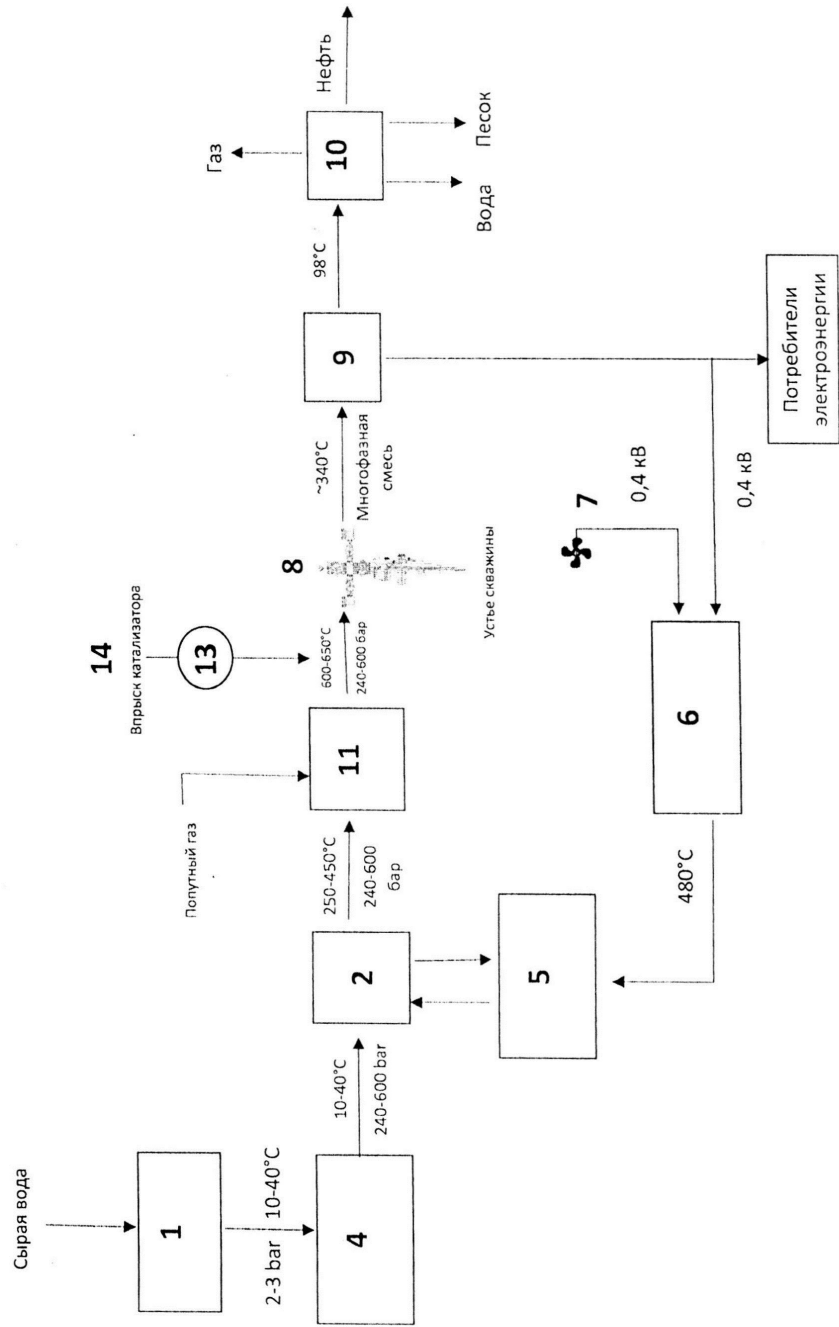 Сырая вода
1
2-3 bar
10-40°C
4
10-40°C
240-600 bar
2
5
250-450°C
240-600
бар
Попутный газ
11
14
Впрыск катализатора
13
600-650°C
240-600 бар
8
Устье скважины
~340°C
Многофазная
смесь
9
98°C
10
Газ
Нефть
Вода
Песок
480°C
6
7
0,4 кВ
0,4 кВ
Потребители
электроэнергии